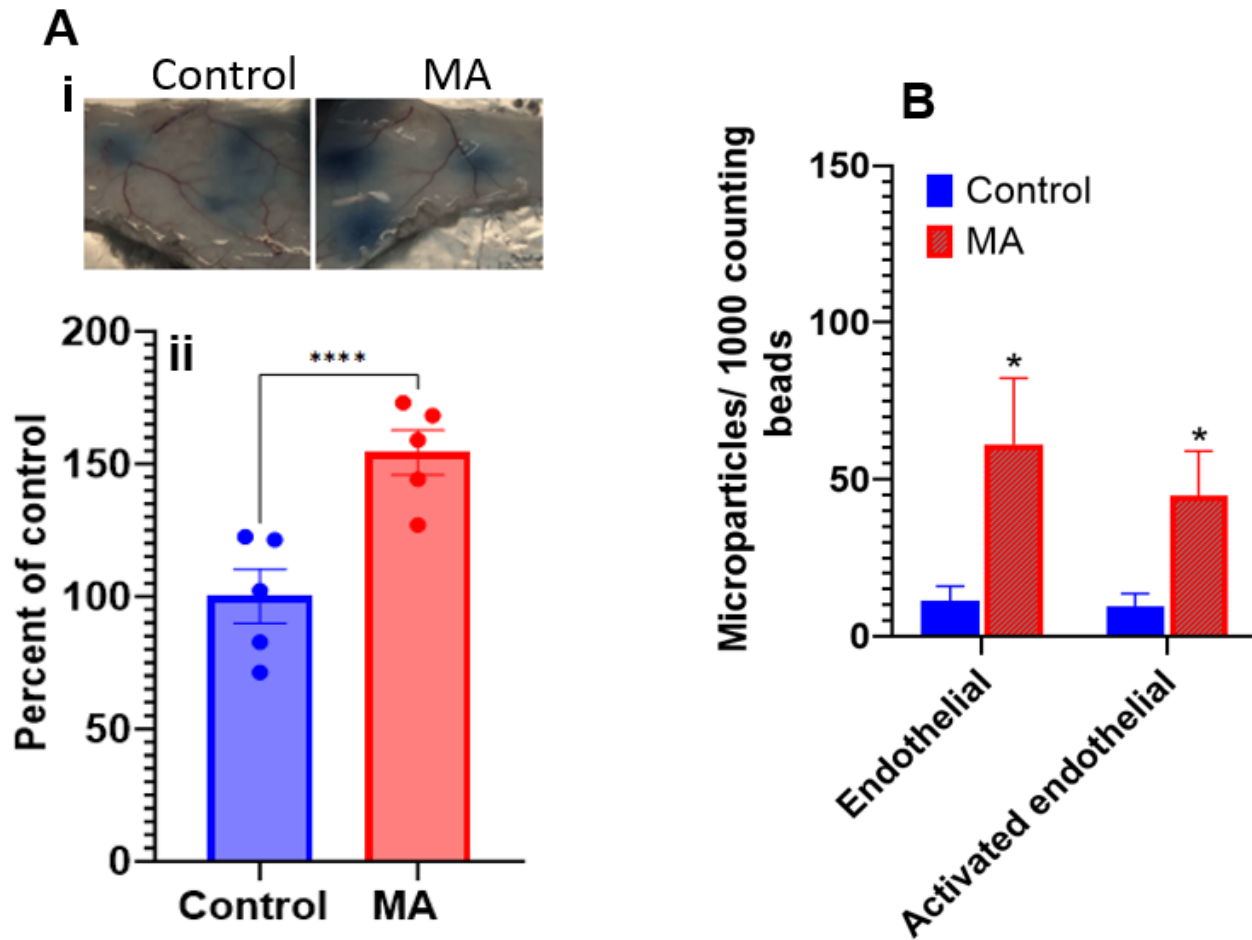 A
i
Control MA
ii
Percent of control
200
150
100
50
0
****
Control MA
B
Microparticles/ 1000 counting
beads
150
100
50
0
Control
MA
*
*
Endothelial
Activated endothelial